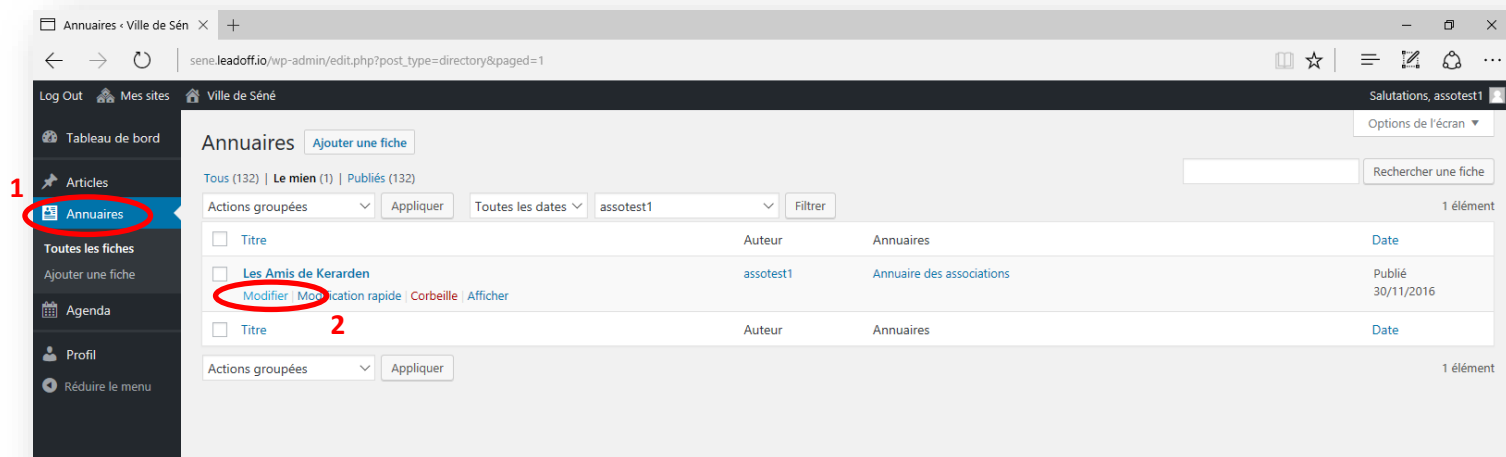 Annuaires ‹ Ville de Sén
sene.leadoff.io/wp-admin/edit.php?post_type=directory&paged=1
Log Out Mes sites Ville de Séné Salutations, assotest1
Options de l'écran
Tableau de bord
Articles
1
Annuaires
Toutes les fiches
Ajouter une fiche
Agenda
Profil
Réduire le menu
Annuaires Ajouter une fiche
Tous (132) | Le mien (1) | Publiés (132)
Rechercher une fiche
Actions groupées Appliquer Toutes les dates assotest1 Filtrer 1 élément
Titre Auteur Annuaires Date
Les Amis de Kerarden assotest1 Annuaire des associations Publié
30/11/2016
Modifier | Modification rapide | Corbeille | Afficher
2
Titre Auteur Annuaires Date
Actions groupées Appliquer 1 élément